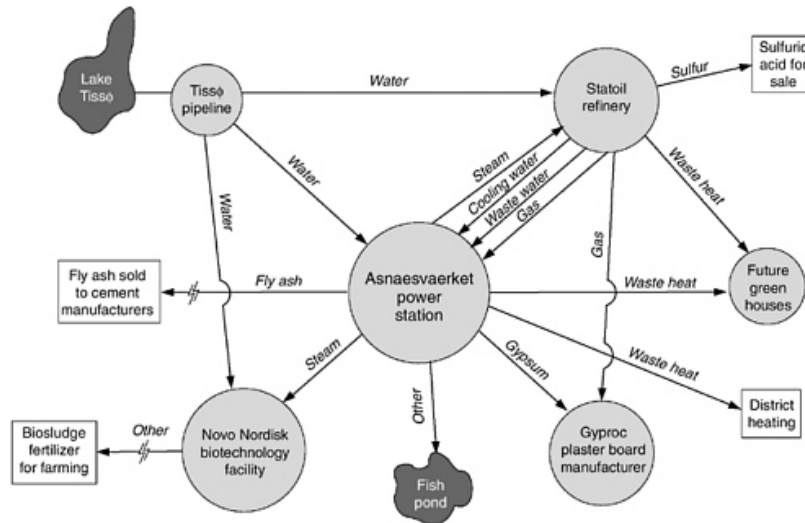 Lake
Tissϕ
Tissϕ
pipeline
Water
Statoil
refinery
Sulfur
Sulfuric
acid for
sale
Water
Water
Steam
Cooling water
Waste water
Gas
Gas
Waste heat
Fly ash sold
to cement
manufacturers
Fly ash
Asnaesvaerket
power
station
Waste heat
Future
green
houses
Steam
Other
Gypsum
Waste heat
District
heating
Biosludge
fertilizer
for farming
Other
Novo Nordisk
biotechnology
facility
Fish
pond
Gyproc
plaster board
manufacturer